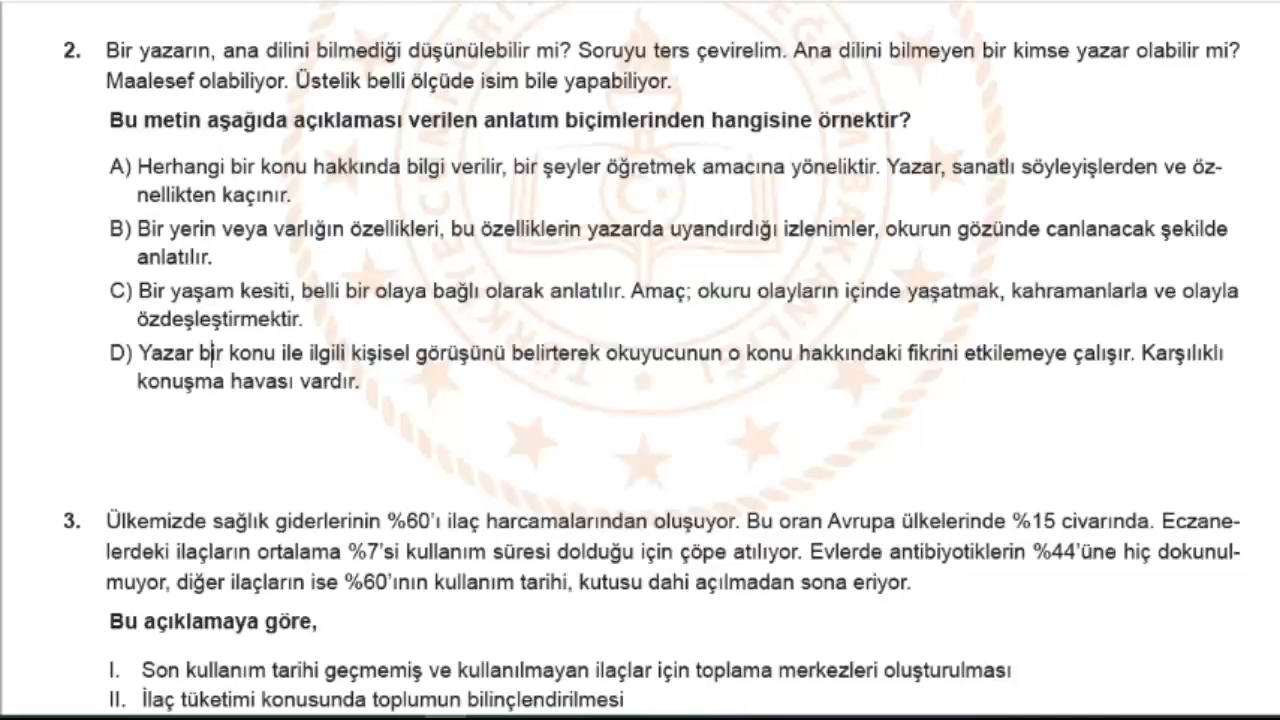 2. Bir yazarın, ana dilini bilmediği düşünülebilir mi? Soruyu ters çevirelim. Ana dilini bilmeyen bir kimse yazar olabilir mi?
Maalesef olabiliyor. Üstelik belli ölçüde isim bile yapabiliyor.
Bu metin aşağıda açıklaması verilen anlatım biçimlerinden hangisine örnektir?
A) Herhangi bir konu hakkında bilgi verilir, bir şeyler öğretmek amacına yöneliktir. Yazar, sanatlı söyleyişlerden ve öz-
nellikten kaçınır.
B) Bir yerin veya varlığın özellikleri, bu özelliklerin yazarda uyandırdığı izlenimler, okurun gözünde canlanacak şekilde
anlatılır.
C) Bir yaşam kesiti, belli bir olaya bağlı olarak anlatılır. Amaç; okuru olayların içinde yaşatmak, kahramanlarla ve olayla
özdeşleştirmektir.
D) Yazar bir konu ile ilgili kişisel görüşünü belirterek okuyucunun o konu hakkındaki fikrini etkilemeye çalışır. Karşılıklı
konuşma havası vardır.
3. Ülkemizde sağlık giderlerinin %60'ı ilaç harcamalarından oluşuyor. Bu oran Avrupa ülkelerinde %15 civarında. Eczane-
lerdeki ilaçların ortalama %7'si kullanım süresi dolduğu için çöpe atılıyor. Evlerde antibiyotiklerin %44'üne hiç dokunul-
muyor, diğer ilaçların ise %60'ının kullanım tarihi, kutusu dahi açılmadan sona eriyor.
Bu açıklamaya göre,
I. Son kullanım tarihi geçmemiş ve kullanılmayan ilaçlar için toplama merkezleri oluşturulması
II. İlaç tüketimi konusunda toplumun bilinçlendirilmesi